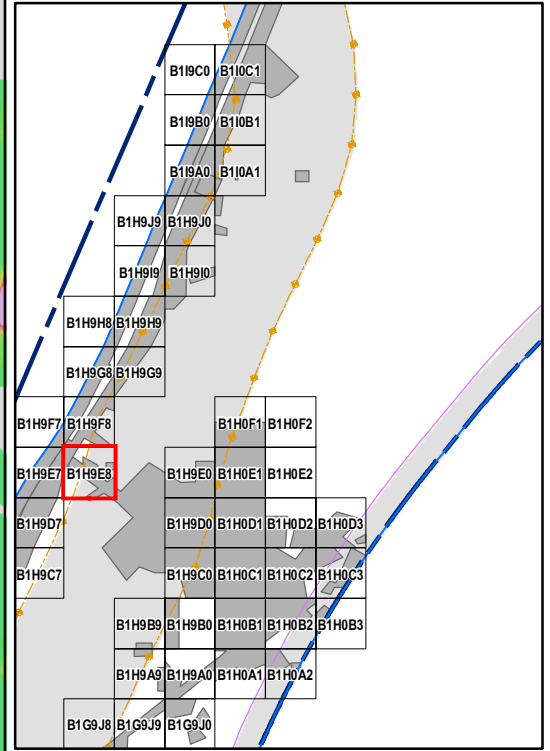 B1I9C0 B1I0C1
B1I9B0 B1I0B1
B1I9A0 B1I0A1
B1H9J9 B1H9J0
B1H9I9 B1H9I0
B1H9H8 B1H9H9
B1H9G8 B1H9G9
B1H9F7 B1H9F8 B1H0F1 B1H0F2
B1H9E7 B1H9E8 B1H9E0 B1H0E1 B1H0E2
B1H9D7 B1H9D0 B1H0D1 B1H0D2 B1H0D3
B1H9C7 B1H9C0 B1H0C1 B1H0C2 B1H0C3
B1H9B9 B1H9B0 B1H0B1 B1H0B2 B1H0B3
B1H9A9 B1H9A0 B1H0A1 B1H0A2
B1G9J8 B1G9J9 B1G9J0